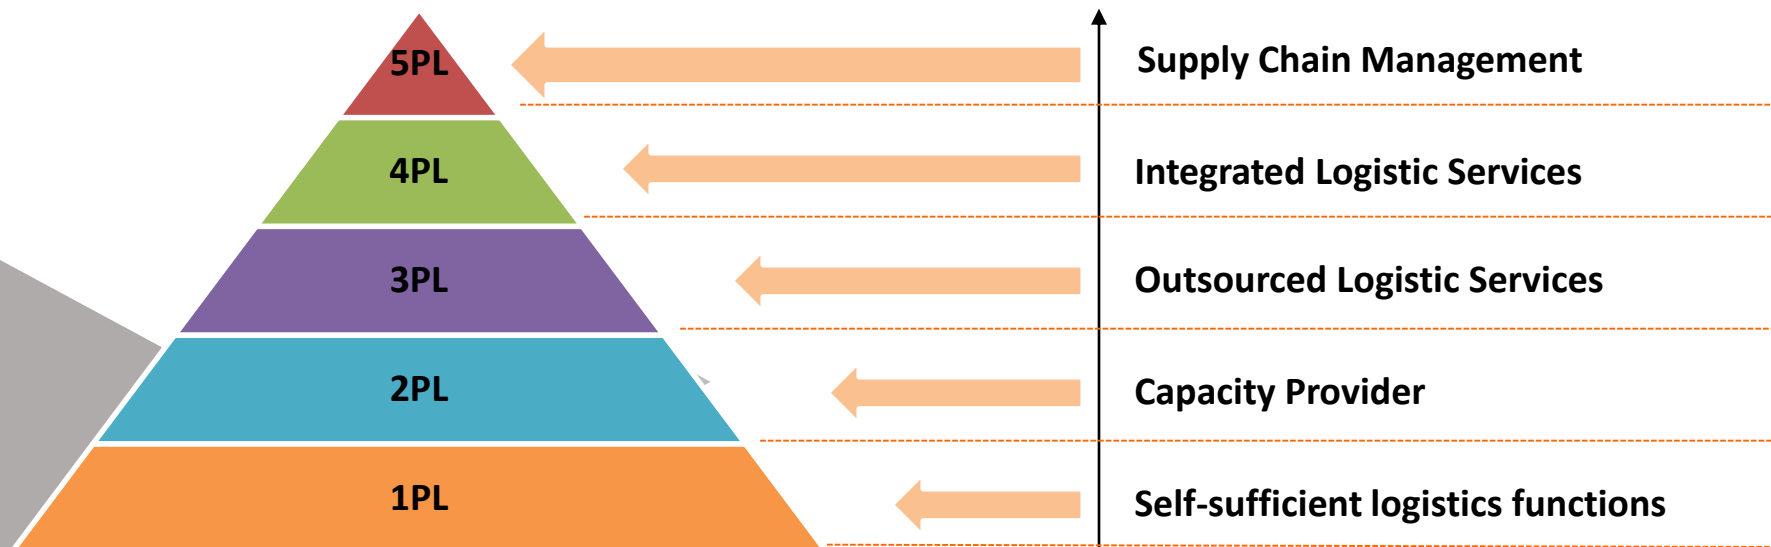 5PL
Supply Chain Management
4PL
Integrated Logistic Services
3PL
Outsourced Logistic Services
2PL
Capacity Provider
1PL
Self-sufficient logistics functions